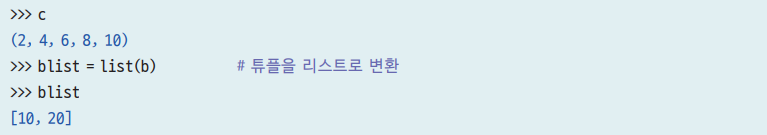 >>> c
(2, 4, 6, 8, 10)
>>> blist = list(b) # 튜플을 리스트로 변환
>>> blist
[10, 20]